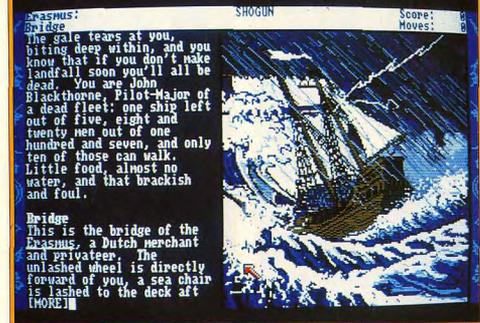 Erasmus: SHOGUN Score: 0
Bridge Moves: 0
The gale tears at you,
biting deep within, and you
know that if you don't make
landfall soon you'll all be
dead. You are John
Blackthorne, Pilot-Major of
a dead fleet: one ship left
out of five, eight and
twenty men out of one
hundred and seven, and only
ten of those can walk.
Little food, almost no
water, and that brackish
and foul.
Bridge
This is the bridge of the
Erasmus, a Dutch merchant
and privateer. The
unlashed wheel is directly
forward of you, a sea chair
is lashed to the deck aft
[MORE]